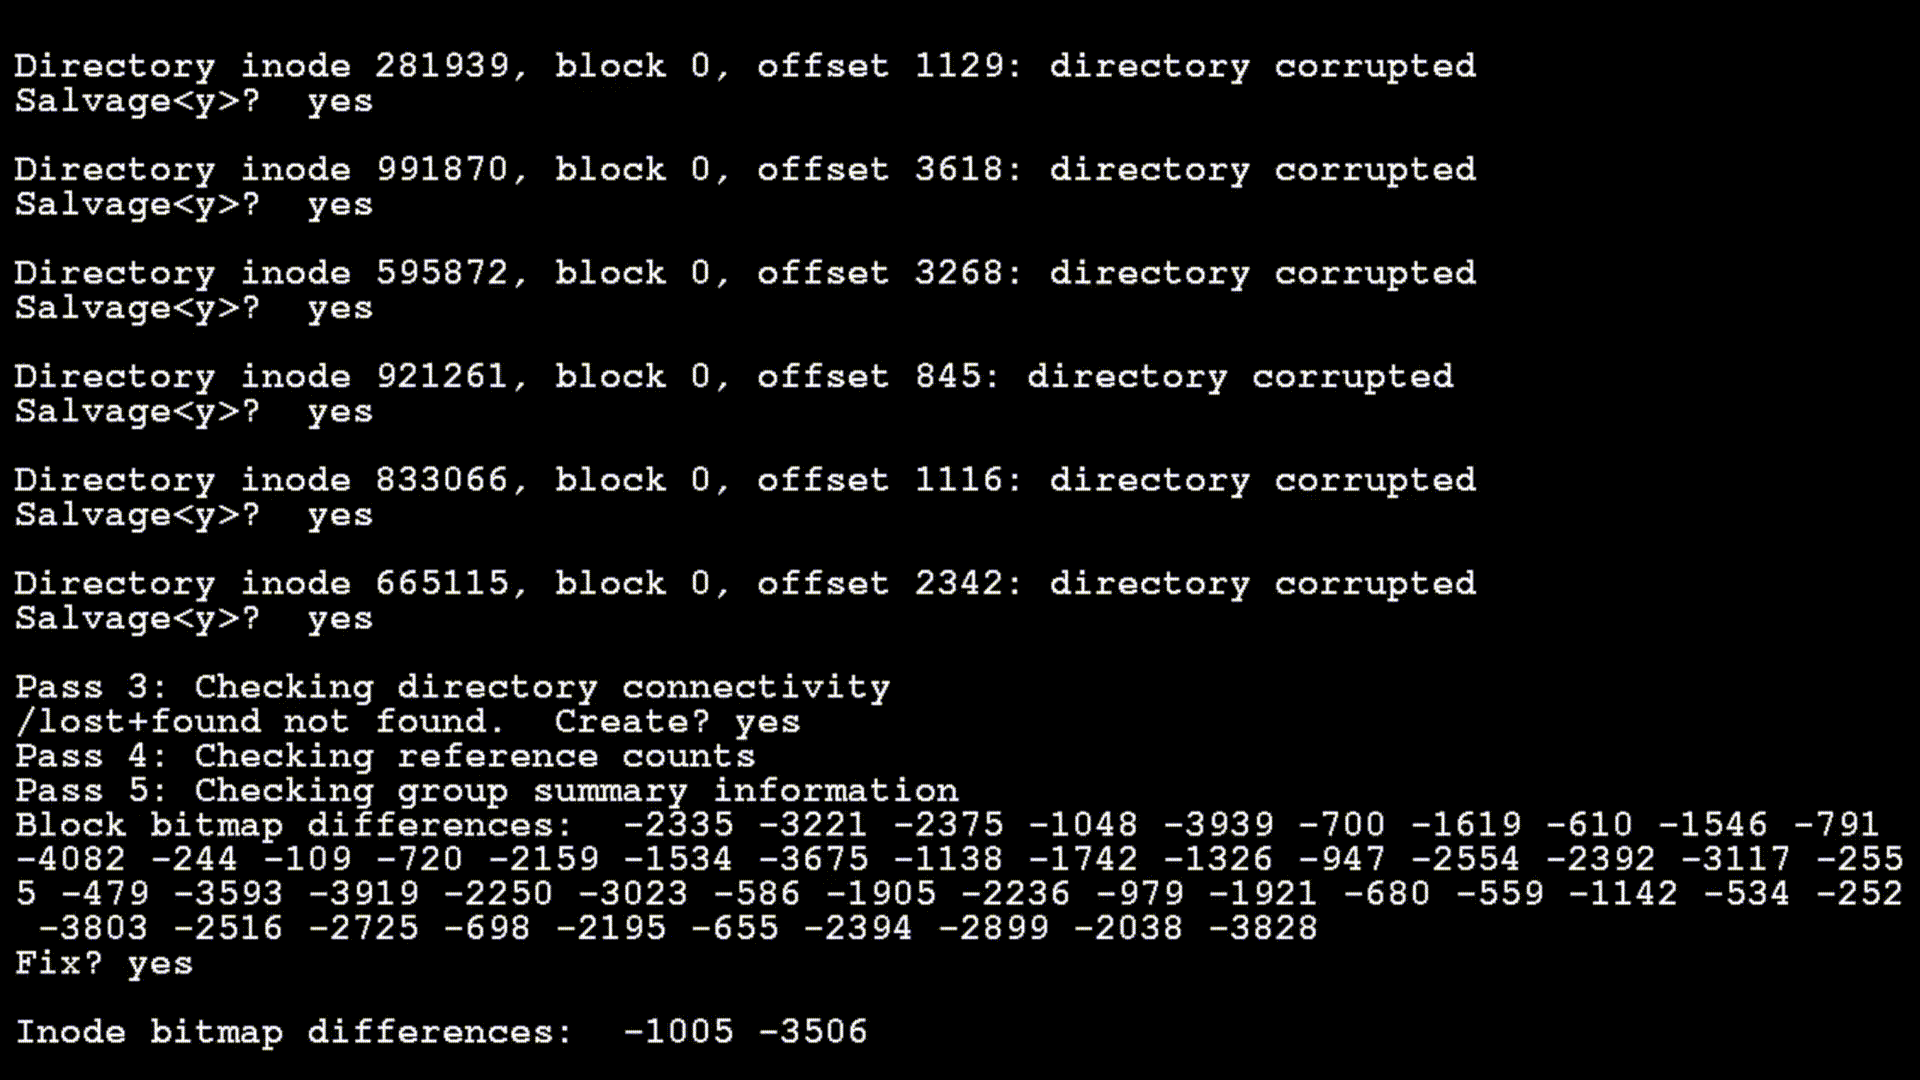 Directory inode 281939, block 0, offset 1129: directory corrupted
Salvage<y>?  yes
Directory inode 991870, block 0, offset 3618: directory corrupted
Salvage<y>?  yes
Directory inode 595872, block 0, offset 3268: directory corrupted
Salvage<y>?  yes
Directory inode 921261, block 0, offset 845: directory corrupted
Salvage<y>?  yes
Directory inode 833066, block 0, offset 1116: directory corrupted
Salvage<y>?  yes
Directory inode 665115, block 0, offset 2342: directory corrupted
Salvage<y>?  yes
Pass 3: Checking directory connectivity
/lost+found not found.  Create? yes
Pass 4: Checking reference counts
Pass 5: Checking group summary information
Block bitmap differences:  -2335 -3221 -2375 -1048 -3939 -700 -1619 -610 -1546 -791
-4082 -244 -109 -720 -2159 -1534 -3675 -1138 -1742 -1326 -947 -2554 -2392 -3117 -255
5 -479 -3593 -3919 -2250 -3023 -586 -1905 -2236 -979 -1921 -680 -559 -1142 -534 -252
-3803 -2516 -2725 -698 -2195 -655 -2394 -2899 -2038 -3828
Fix? yes
Inode bitmap differences:  -1005 -3506